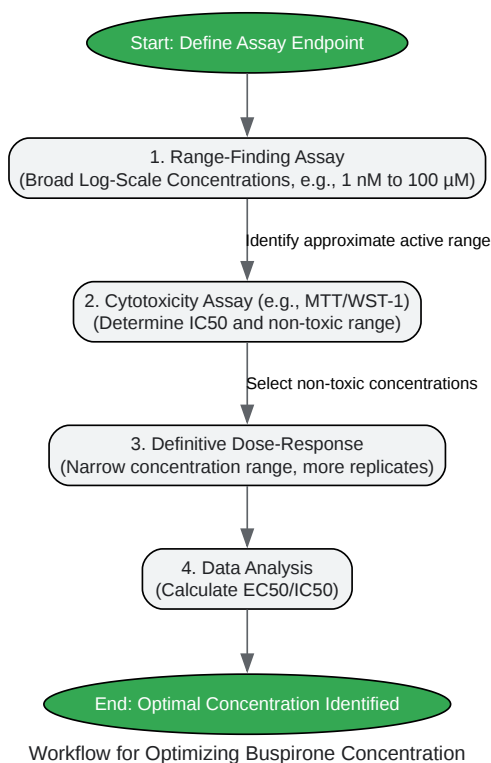 Start: Define Assay Endpoint
1. Range-Finding Assay
(Broad Log-Scale Concentrations, e.g., 1 nM to 100 µM)
Identify approximate active range
2. Cytotoxicity Assay (e.g., MTT/WST-1)
(Determine IC50 and non-toxic range)
Select non-toxic concentrations
3. Definitive Dose-Response
(Narrow concentration range, more replicates)
4. Data Analysis
(Calculate EC50/IC50)
End: Optimal Concentration Identified
Workflow for Optimizing Buspirone Concentration